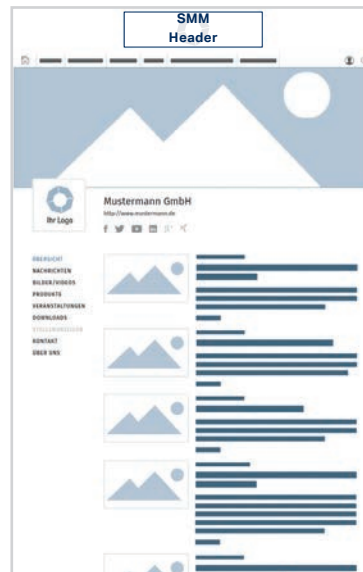 SMM
Header
Ihr Logo
Mustermann GmbH
http://www.mustermann.de
ÜBERSICHT
NACHRICHTEN
BILDER/VIDEOS
PRODUKTE
VERANSTALTUNGEN
DOWNLOADS
STELLENANZEIGEN
KONTAKT
ÜBER UNS